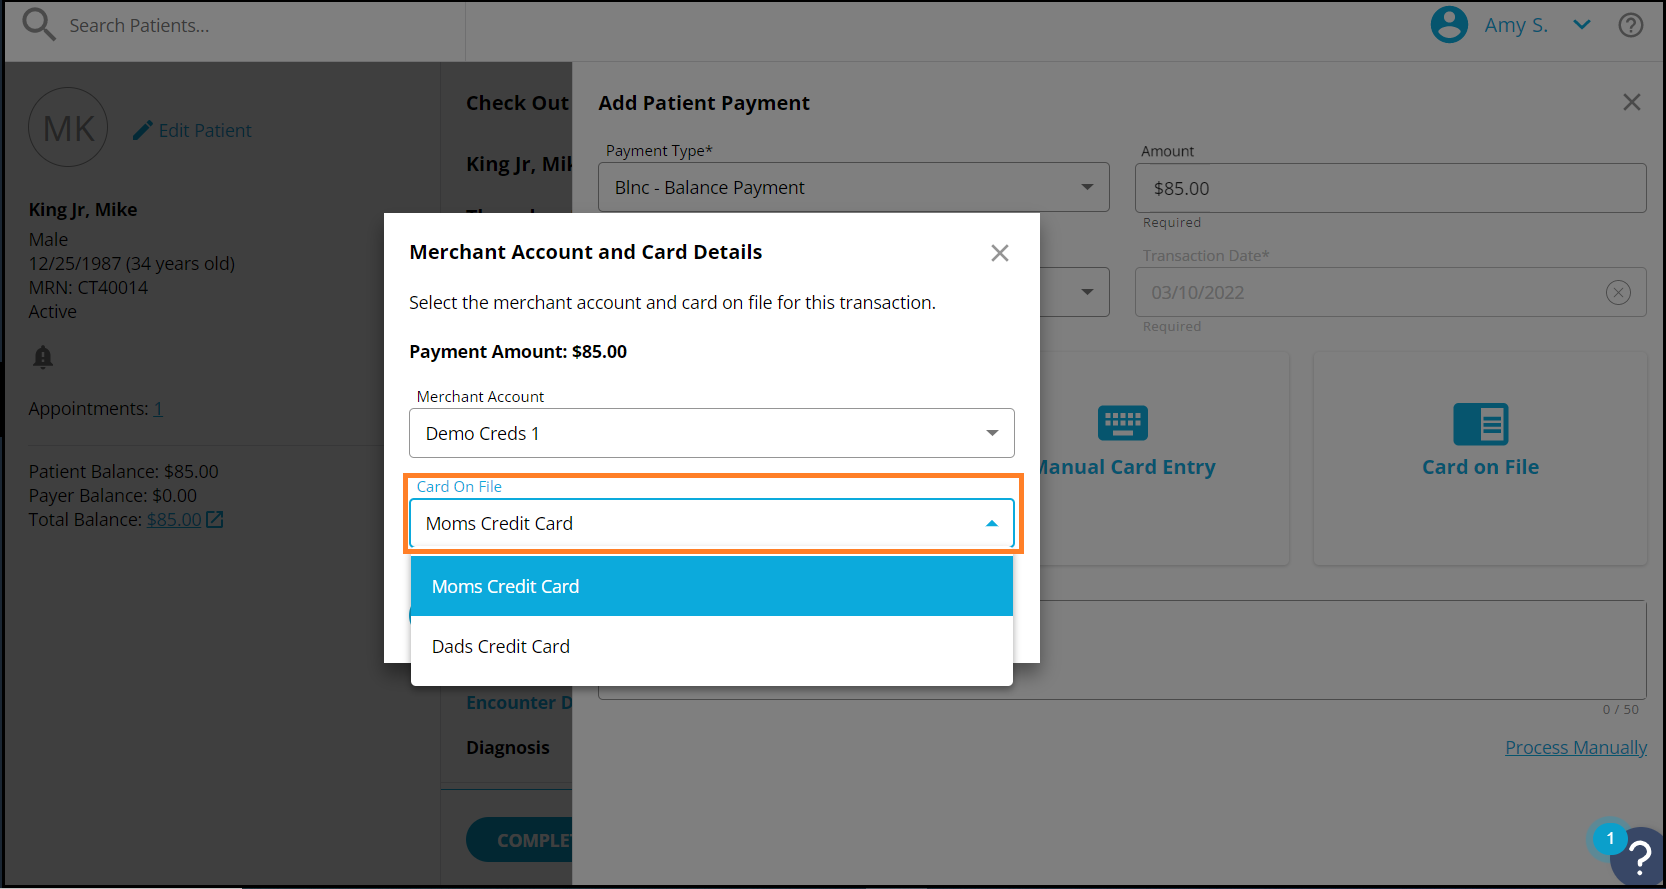 Search Patients...
Amy S.
MK
Edit Patient
King Jr, Mike
Male
12/25/1987 (34 years old)
MRN: CT40014
Active
Appointments: 1
Patient Balance: $85.00
Payer Balance: $0.00
Total Balance: $85.00
Check Out
King Jr, Mik
Encounter D
Diagnosis
COMPLE
Add Patient Payment
Payment Type*
Blnc - Balance Payment
Amount
$85.00
Required
Transaction Date*
03/10/2022
Required
Manual Card Entry
Card on File
0 / 50
Process Manually
Merchant Account and Card Details
Select the merchant account and card on file for this transaction.
Payment Amount: $85.00
Merchant Account
Demo Creds 1
Card On File
Moms Credit Card
Moms Credit Card
Dads Credit Card
1
?